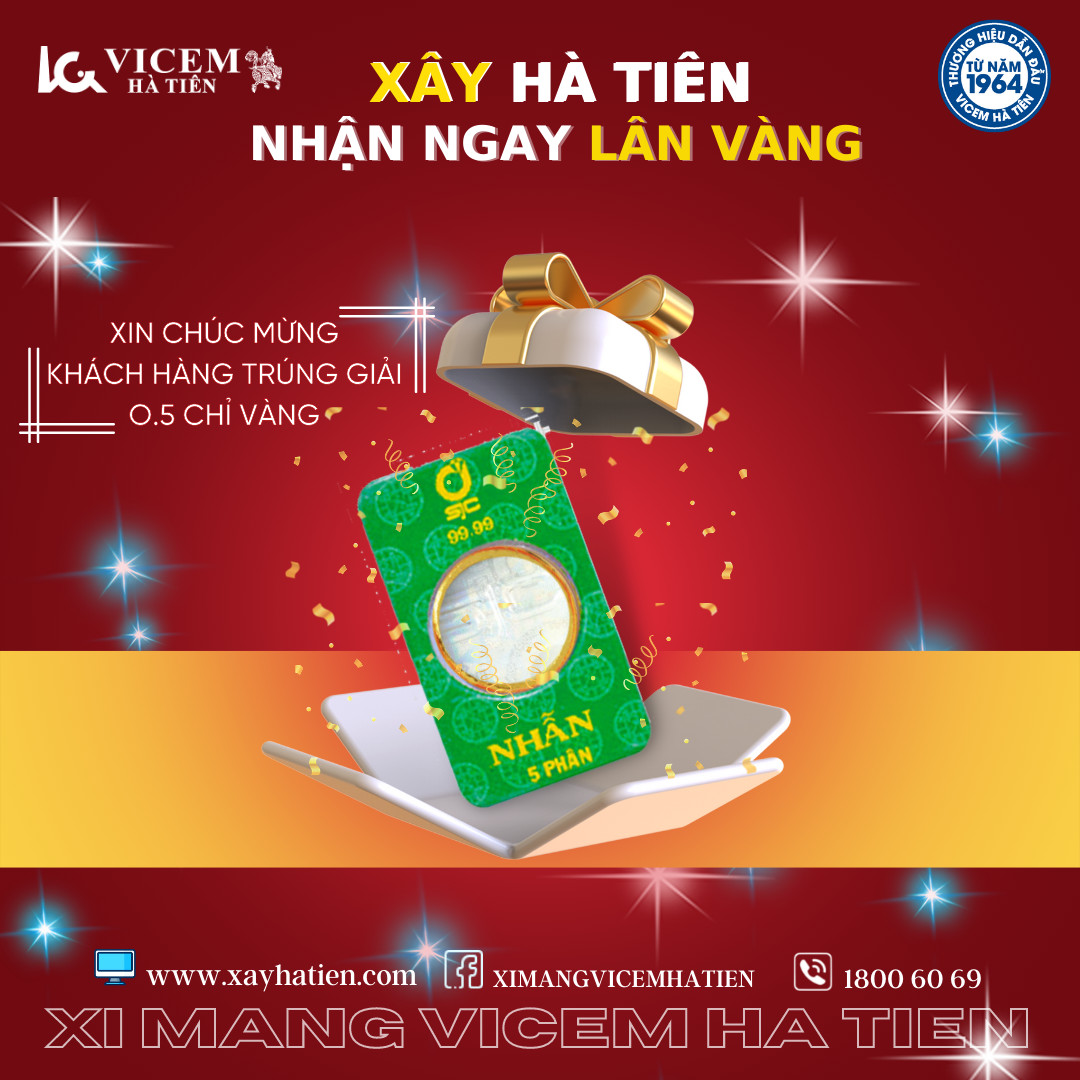 LQ VICEM
HÀ TIÊN
XÂY HÀ TIÊN
NHẬN NGAY LÂN VÀNG
THƯƠNG HIỆU DẪN ĐẦU
TỪ NĂM
1964
VICEM HÀ TIÊN
XIN CHÚC MỪNG
KHÁCH HÀNG TRÚNG GIẢI
0.5 CHỈ VÀNG
SJC
99.99
NHẪN
5 PHÂN
www.xayhatien.com
XIMANGVICEMHATIEN
1800 60 69
XI MANG VICEM HA TIEN